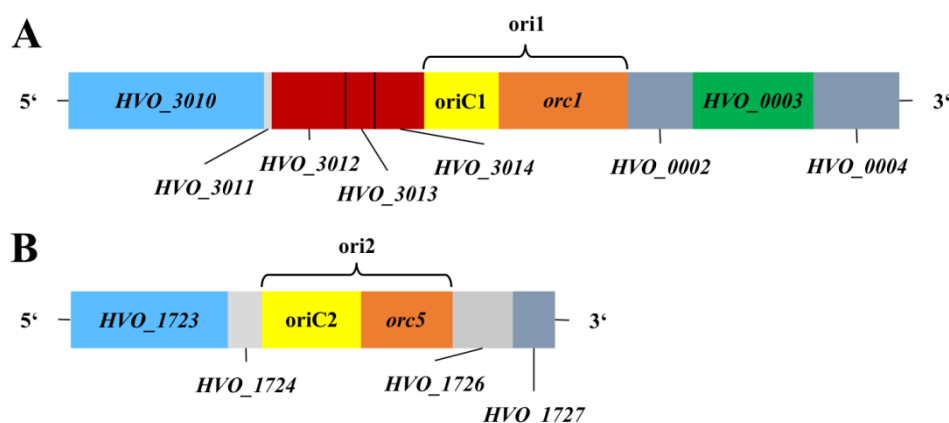 A
ori1
5‘ HVO_3010 oriC1 orc1 HVO_0003 3‘
HVO_3011 HVO_3012 HVO_3013 HVO_3014 HVO_0002 HVO_0004
B
ori2
5‘ HVO_1723 oriC2 orc5 3‘
HVO_1724 HVO_1726 HVO_1727